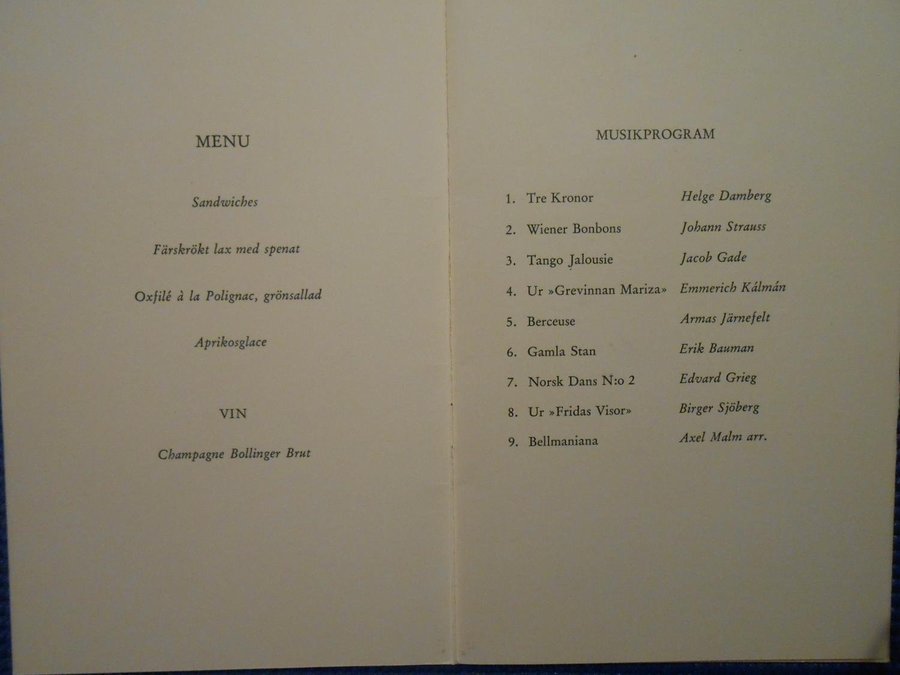 MENU
Sandwiches
Färskrökt lax med spenat
Oxfilé à la Polignac, grönsallad
Aprikosglace
VIN
Champagne Bollinger Brut
MUSIKPROGRAM
1. Tre Kronor Helge Damberg
2. Wiener Bonbons Johann Strauss
3. Tango Jalousie Jacob Gade
4. Ur »Grevinnan Mariza» Emmerich Kálmán
5. Berceuse Armas Järnefelt
6. Gamla Stan Erik Bauman
7. Norsk Dans N:o 2 Edvard Grieg
8. Ur »Fridas Visor» Birger Sjöberg
9. Bellmaniana Axel Malm arr.